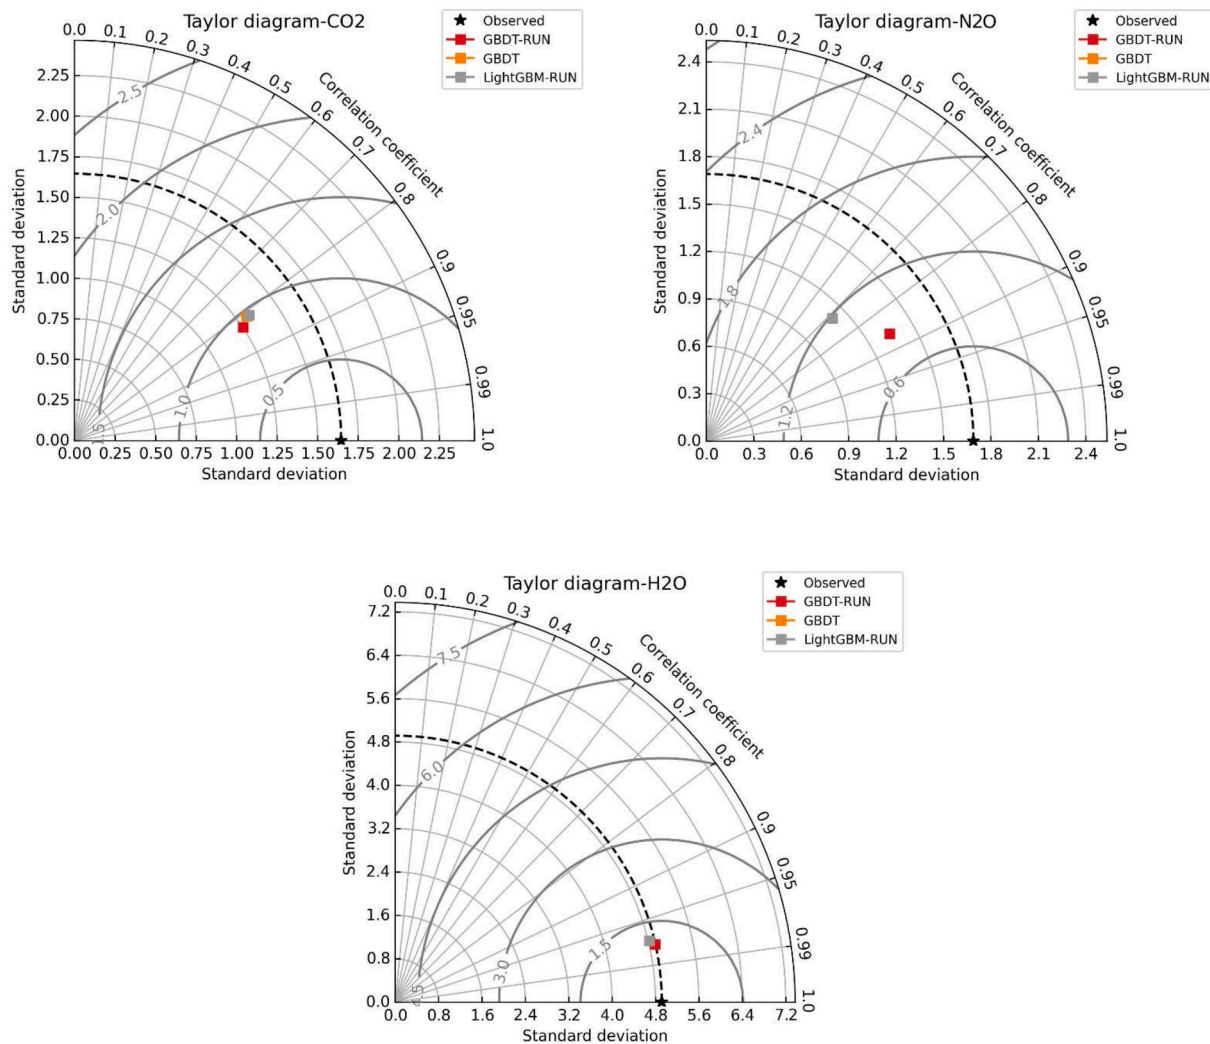 Taylor diagram-CO2
Observed
GBDT-RUN
GBDT
LightGBM-RUN
Correlation coefficient
0.0 0.1 0.2 0.3 0.4 0.5 0.6 0.7 0.8 0.9 0.95 0.99 1.0
Standard deviation
2.25
2.00
1.75
1.50
1.25
1.00
0.75
0.50
0.25
0.00
2.5
2.0
1.0
0.5
1.5
0.00 0.25 0.50 0.75 1.00 1.25 1.50 1.75 2.00 2.25
Standard deviation
Taylor diagram-N2O
Observed
GBDT-RUN
GBDT
LightGBM-RUN
Correlation coefficient
0.0 0.1 0.2 0.3 0.4 0.5 0.6 0.7 0.8 0.9 0.95 0.99 1.0
Standard deviation
2.4
2.1
1.8
1.5
1.2
0.9
0.6
0.3
0.0
2.4
1.8
0.6
1.2
0.0 0.3 0.6 0.9 1.2 1.5 1.8 2.1 2.4
Standard deviation
Taylor diagram-H2O
Observed
GBDT-RUN
GBDT
LightGBM-RUN
Correlation coefficient
0.0 0.1 0.2 0.3 0.4 0.5 0.6 0.7 0.8 0.9 0.95 0.99 1.0
Standard deviation
7.2
6.4
5.6
4.8
4.0
3.2
2.4
1.6
0.8
0.0
7.5
6.0
1.5
3.0
4.5
0.0 0.8 1.6 2.4 3.2 4.0 4.8 5.6 6.4 7.2
Standard deviation